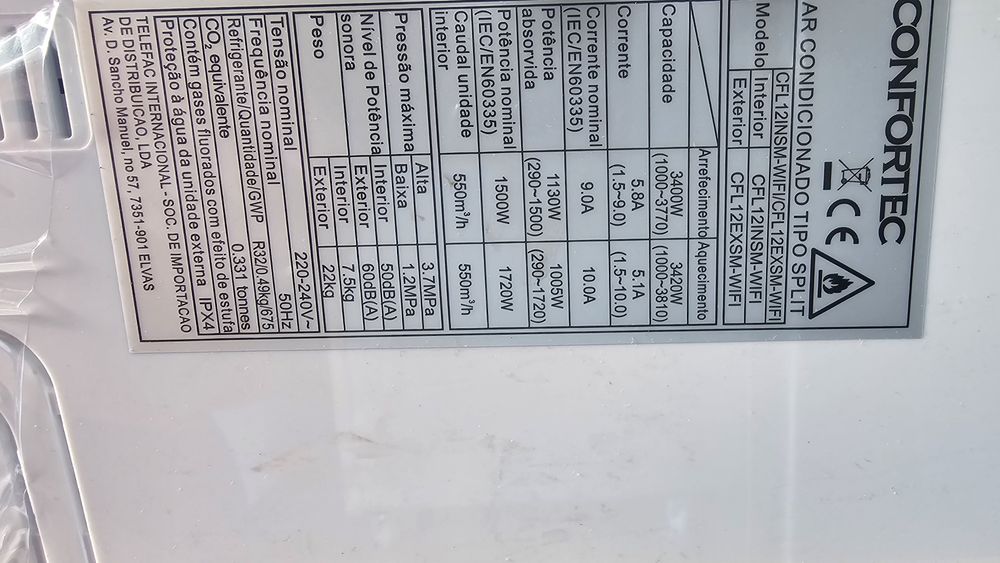 CONFORTEC
CE
AR CONDICIONADO TIPO SPLIT
CFL12INSM-WIFI/CFL12EXSM-WIFI
Modelo Interior CFL12INSM-WIFI
Exterior CFL12EXSM-WIFI
Arrefecimento Aquecimento
Capacidade 3400W (1000~3770) 3420W (1000~3810)
Corrente 5.8A (1.5~9.0) 5.1A (1.5~10.0)
Corrente nominal (IEC/EN60335) 9.0A 10.0A
Potência absorvida 1130W (290~1500) 1005W (290~1720)
Potência nominal (IEC/EN60335) 1500W 1720W
Caudal unidade interior 550m³/h 550m³/h
Pressão máxima Alta 3.7MPa
Baixa 1.2MPa
Nível de Potência sonora Interior 50dB(A)
Exterior 60dB(A)
Peso Interior 7.5kg
Exterior 22kg
Tensão nominal 220-240V~
Frequência nominal 50Hz
Refrigerante/Quantidade/GWP R32/0.49kg/675
CO₂ equivalente 0.331 tonnes
Contém gases fluorados com efeito de estufa
Proteção à água da unidade externa IPX4
TELEFAC INTERNACIONAL - SOC. DE IMPORTACAO
DE DISTRIBUICAO, LDA
Av. D. Sancho Manuel, no 57, 7351-901 ELVAS